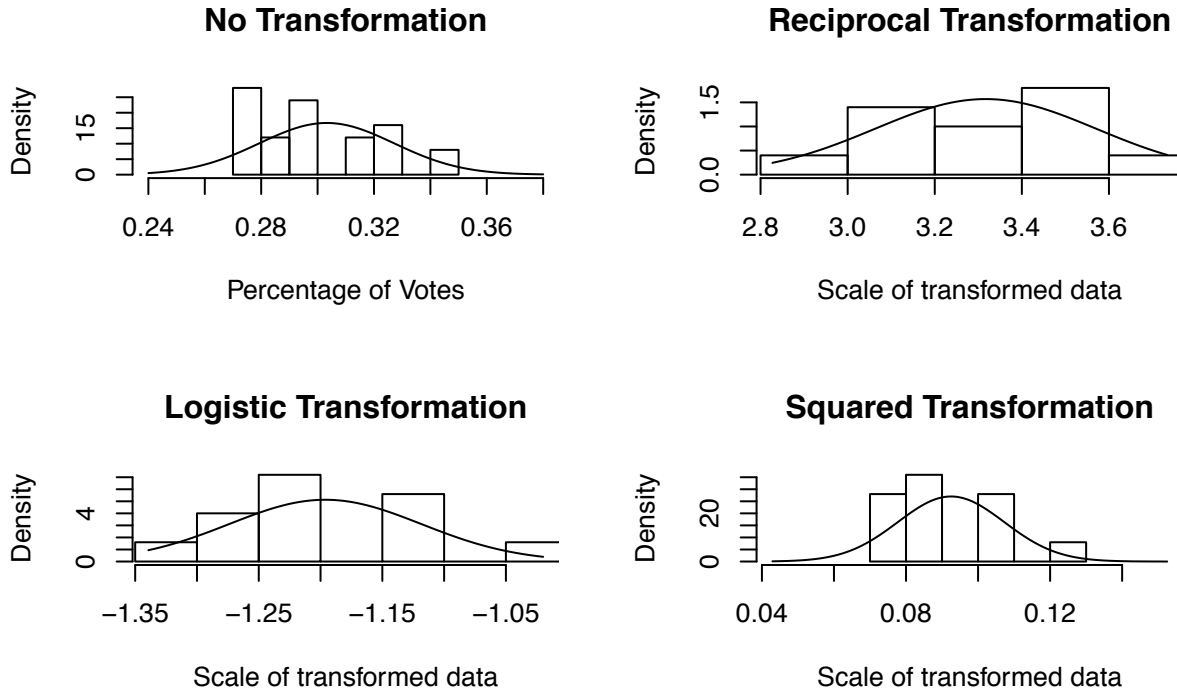 No Transformation
Density
0
15
0.24 0.28 0.32 0.36
Percentage of Votes
Reciprocal Transformation
Density
0.0
1.5
2.8 3.0 3.2 3.4 3.6
Scale of transformed data
Logistic Transformation
Density
0
4
−1.35 −1.25 −1.15 −1.05
Scale of transformed data
Squared Transformation
Density
0
20
0.04 0.08 0.12
Scale of transformed data